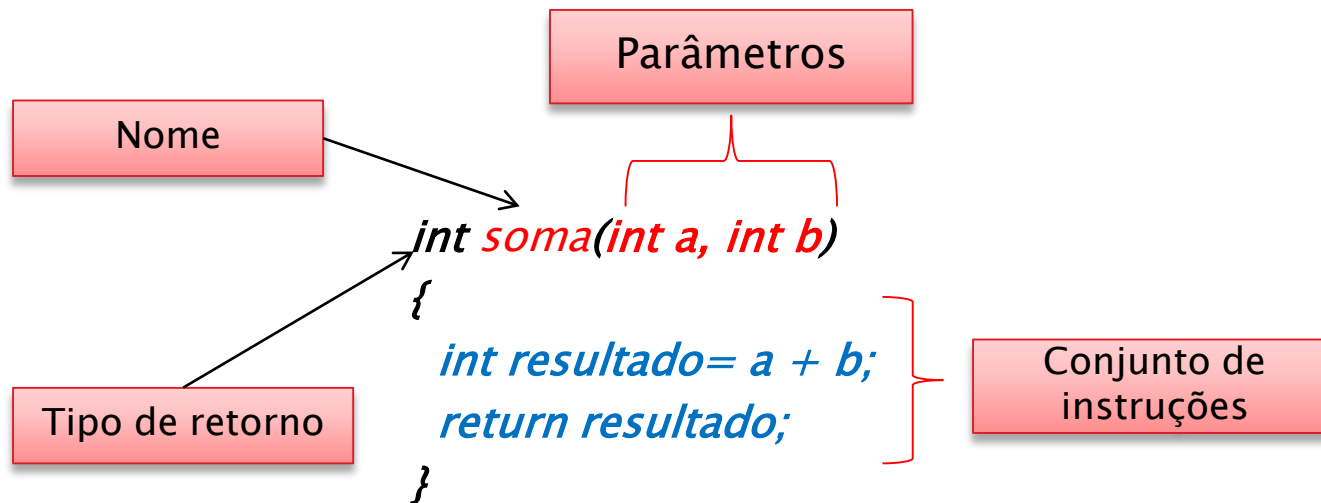 Parâmetros
Nome
int soma(int a, int b)
{
int resultado= a + b;
return resultado;
}
Tipo de retorno
Conjunto de
instruções